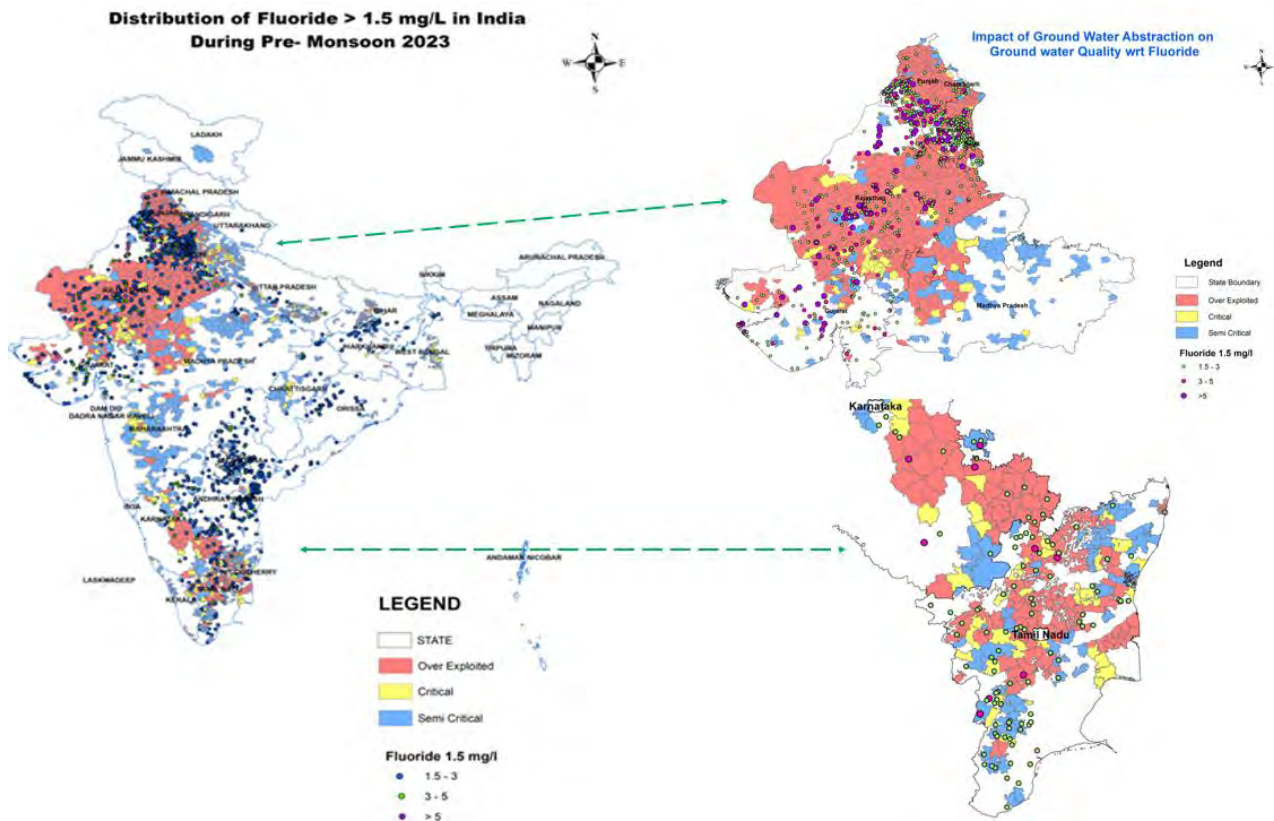 Distribution of Fluoride > 1.5 mg/L in India
During Pre- Monsoon 2023
N
W E
S
LADAKH
JAMMU KASHMIR
HIMACHAL PRADESH
UTTARAKHAND
ARUNACHAL PRADESH
SIKKIM
UTTAR PRADESH
ASSAM
NAGALAND
MEGHALAYA
BIHAR
MANIPUR
TRIPURA
MIZORAM
JHARKHAND
WEST BENGAL
MADHYA PRADESH
CHHATTISGARH
ORISSA
DAM DIU
DADRA NAGAR HAVELI
MAHARASHTRA
ANDHRA PRADESH
GOA
KARNATAKA
ANDAMAN NICOBAR
LASKWADEEP
KERALA
LEGEND
STATE
Over Exploited
Critical
Semi Critical
Fluoride 1.5 mg/l
1.5 - 3
3 - 5
> 5
Impact of Ground Water Abstraction on
Ground water Quality wrt Fluoride
N
W E
S
Punjab
Chandigarh
Rajasthan
Gujarat
Madhya Pradesh
Legend
State Boundary
Over Exploited
Critical
Semi Critical
Fluoride 1.5 mg/l
1.5 - 3
3 - 5
>5
Karnataka
Tamil Nadu